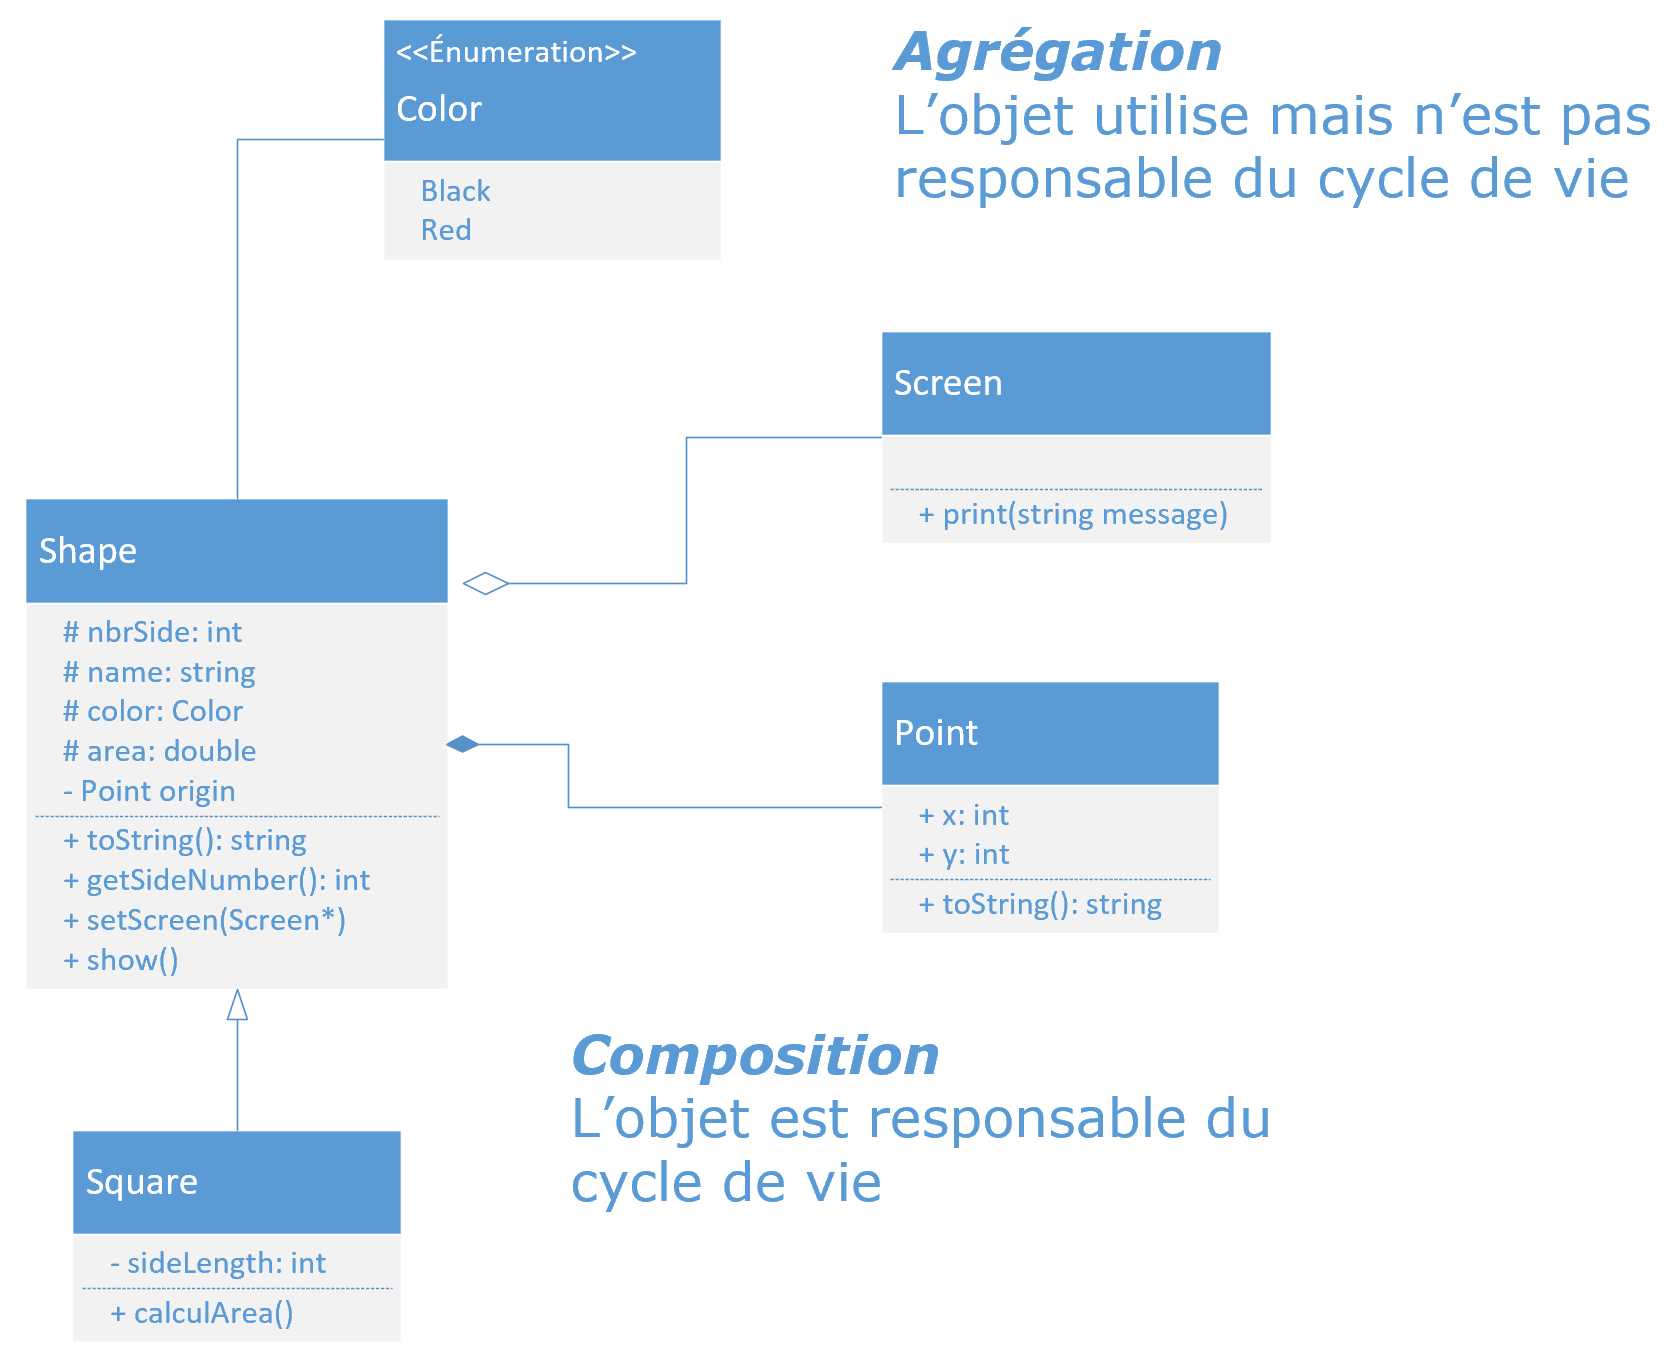 <<Énumeration>>
Color
Black
Red
Agrégation
L’objet utilise mais n’est pas
responsable du cycle de vie
Screen
+ print(string message)
Shape
# nbrSide: int
# name: string
# color: Color
# area: double
- Point origin
+ toString(): string
+ getSideNumber(): int
+ setScreen(Screen*)
+ show()
Point
+ x: int
+ y: int
+ toString(): string
Composition
L’objet est responsable du
cycle de vie
Square
- sideLength: int
+ calculArea()